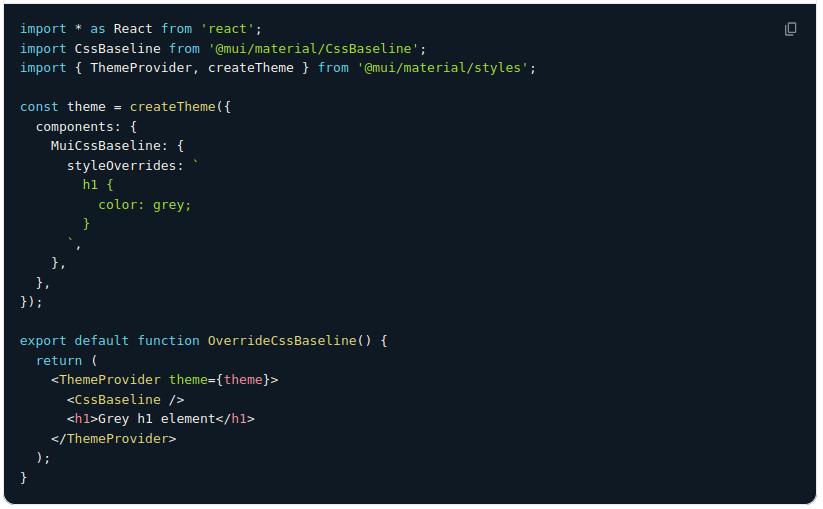 import * as React from 'react';
import CssBaseline from '@mui/material/CssBaseline';
import { ThemeProvider, createTheme } from '@mui/material/styles';

const theme = createTheme({
  components: {
    MuiCssBaseline: {
      styleOverrides: `
        h1 {
          color: grey;
        }
      `,
    },
  },
});

export default function OverrideCssBaseline() {
  return (
    <ThemeProvider theme={theme}>
      <CssBaseline />
      <h1>Grey h1 element</h1>
    </ThemeProvider>
  );
}